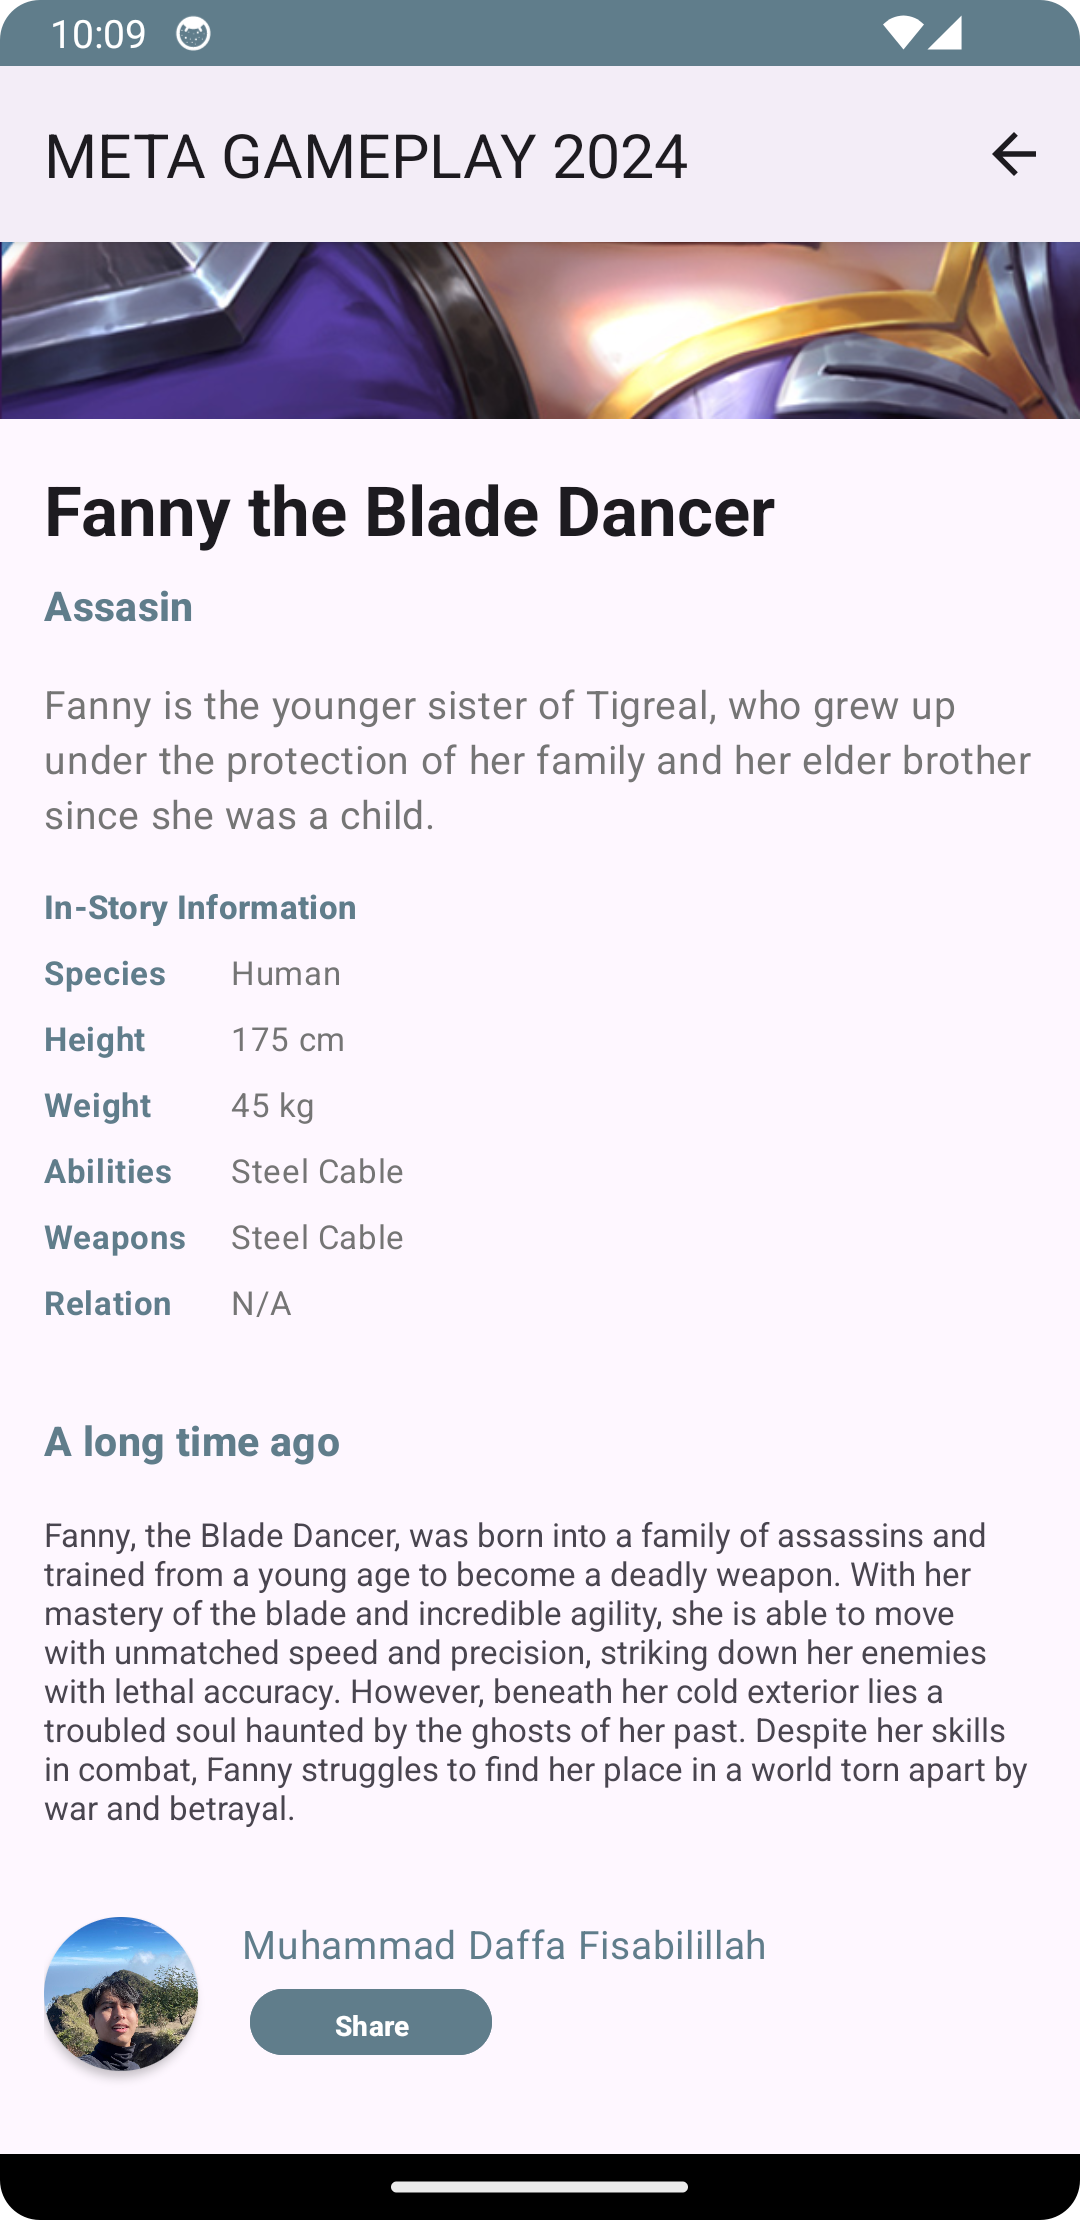 10:09
META GAMEPLAY 2024
Fanny the Blade Dancer
Assasin
Fanny is the younger sister of Tigreal, who grew up
under the protection of her family and her elder brother
since she was a child.
In-Story Information
Species Human
Height 175 cm
Weight 45 kg
Abilities Steel Cable
Weapons Steel Cable
Relation N/A
A long time ago
Fanny, the Blade Dancer, was born into a family of assassins and
trained from a young age to become a deadly weapon. With her
mastery of the blade and incredible agility, she is able to move
with unmatched speed and precision, striking down her enemies
with lethal accuracy. However, beneath her cold exterior lies a
troubled soul haunted by the ghosts of her past. Despite her skills
in combat, Fanny struggles to find her place in a world torn apart by
war and betrayal.
Muhammad Daffa Fisabilillah
Share